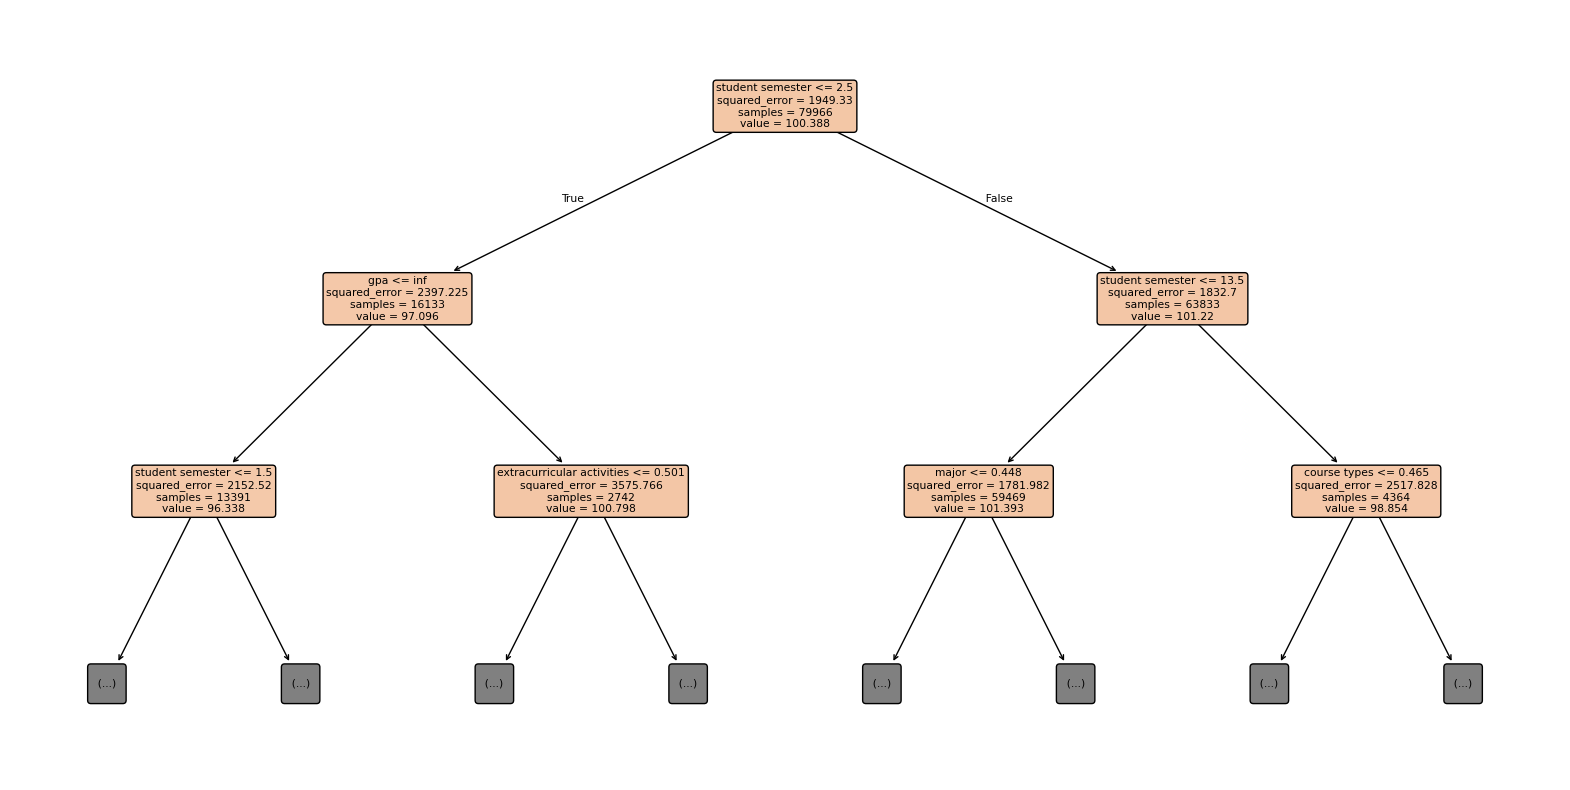 student semester <= 2.5
squared_error = 1949.33
samples = 79966
value = 100.388
True
False
gpa <= inf
squared_error = 2397.225
samples = 16133
value = 97.096
student semester <= 13.5
squared_error = 1832.7
samples = 63833
value = 101.22
student semester <= 1.5
squared_error = 2152.52
samples = 13391
value = 96.338
extracurricular activities <= 0.501
squared_error = 3575.766
samples = 2742
value = 100.798
major <= 0.448
squared_error = 1781.982
samples = 59469
value = 101.393
course types <= 0.465
squared_error = 2517.828
samples = 4364
value = 98.854
(...)
(...)
(...)
(...)
(...)
(...)
(...)
(...)